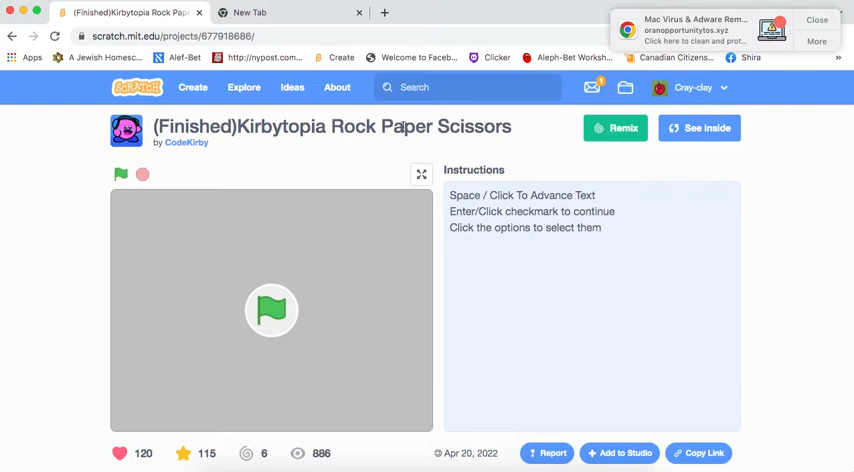 (Finished)Kirbytopia Rock Pape
New Tab
Mac Virus & Adware Rem...
oranopportunitytos.xyz
Click here to clean and prot...
Close
More
scratch.mit.edu/projects/677918686/
Apps
A Jewish Homesc...
Alef-Bet
http://nypost.com...
Create
Welcome to Faceb...
Clicker
Aleph-Bet Worksh...
Canadian Citizens...
Shira
»
SCRATCH
Create
Explore
Ideas
About
Search
1
Cray-clay
(Finished)Kirbytopia Rock Paper Scissors
by CodeKirby
Remix
See inside
Instructions
Space / Click To Advance Text
Enter/Click checkmark to continue
Click the options to select them
120
115
6
886
© Apr 20, 2022
Report
Add to Studio
Copy Link